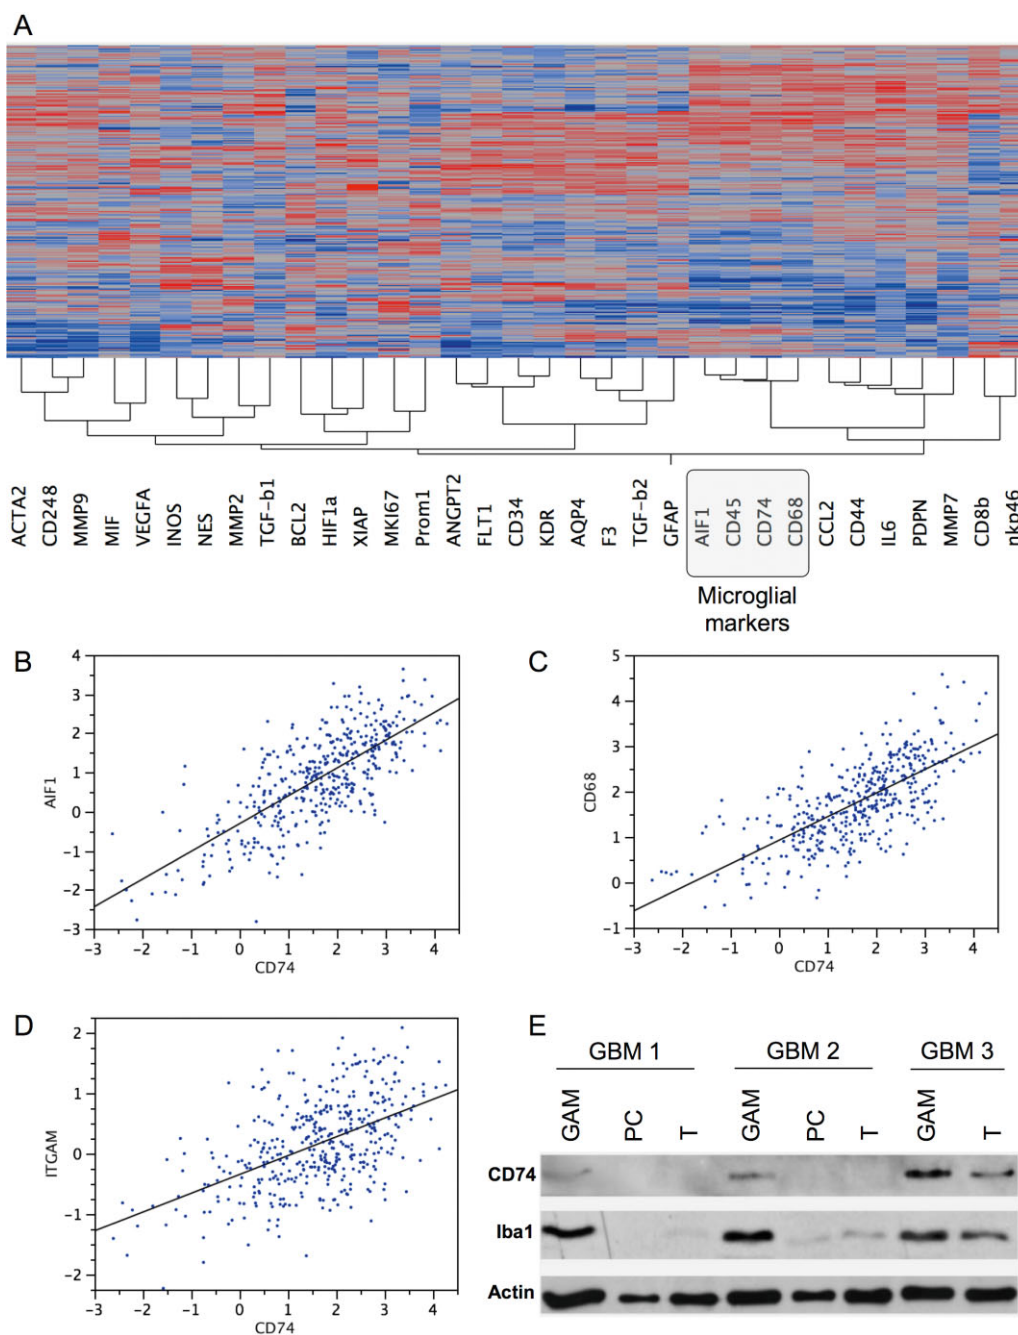 A
ACTA2
CD248
MMP9
MIF
VEGFA
INOS
NES
MMP2
TGF-b1
BCL2
HIF1a
XIAP
MKI67
Prom1
ANGPT2
FLT1
CD34
KDR
AQP4
F3
TGF-b2
GFAP
AIF1
CD45
CD74
CD68
CCL2
CD44
IL6
PDPN
MMP7
CD8b
nkp46
Microglial
markers
B
4
3
2
1
0
-1
-2
-3
AIF1
-3 -2 -1 0 1 2 3 4
CD74
C
5
4
3
2
1
0
-1
CD68
-3 -2 -1 0 1 2 3 4
CD74
D
2
1
0
-1
-2
ITGAM
-3 -2 -1 0 1 2 3 4
CD74
E
GBM 1 GBM 2 GBM 3
GAM PC T GAM PC T GAM T
CD74
Iba1
Actin